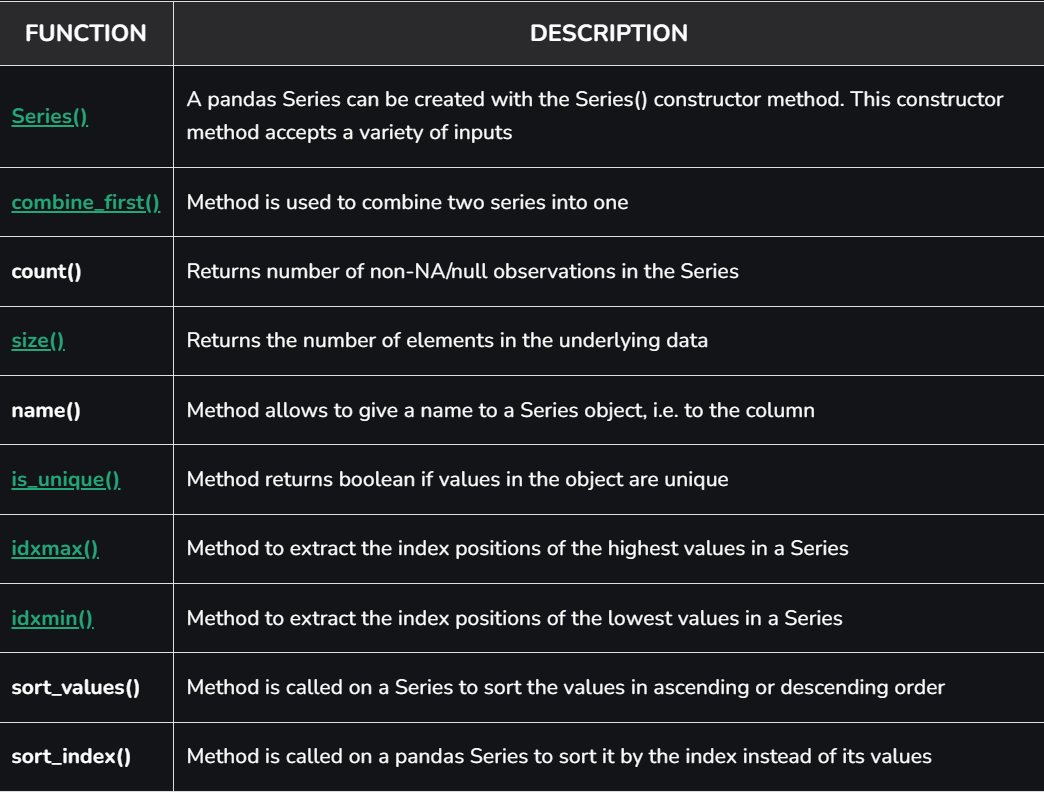 FUNCTION DESCRIPTION
Series() A pandas Series can be created with the Series() constructor method. This constructor
method accepts a variety of inputs
combine_first() Method is used to combine two series into one
count() Returns number of non-NA/null observations in the Series
size() Returns the number of elements in the underlying data
name() Method allows to give a name to a Series object, i.e. to the column
is_unique() Method returns boolean if values in the object are unique
idxmax() Method to extract the index positions of the highest values in a Series
idxmin() Method to extract the index positions of the lowest values in a Series
sort_values() Method is called on a Series to sort the values in ascending or descending order
sort_index() Method is called on a pandas Series to sort it by the index instead of its values